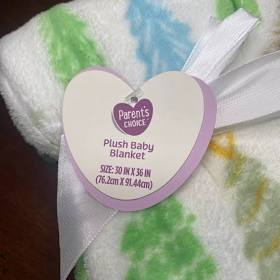 Parent's
CHOICE
Plush Baby
Blanket
SIZE: 30 IN X 36 IN
(76.2cm X 91.44cm)